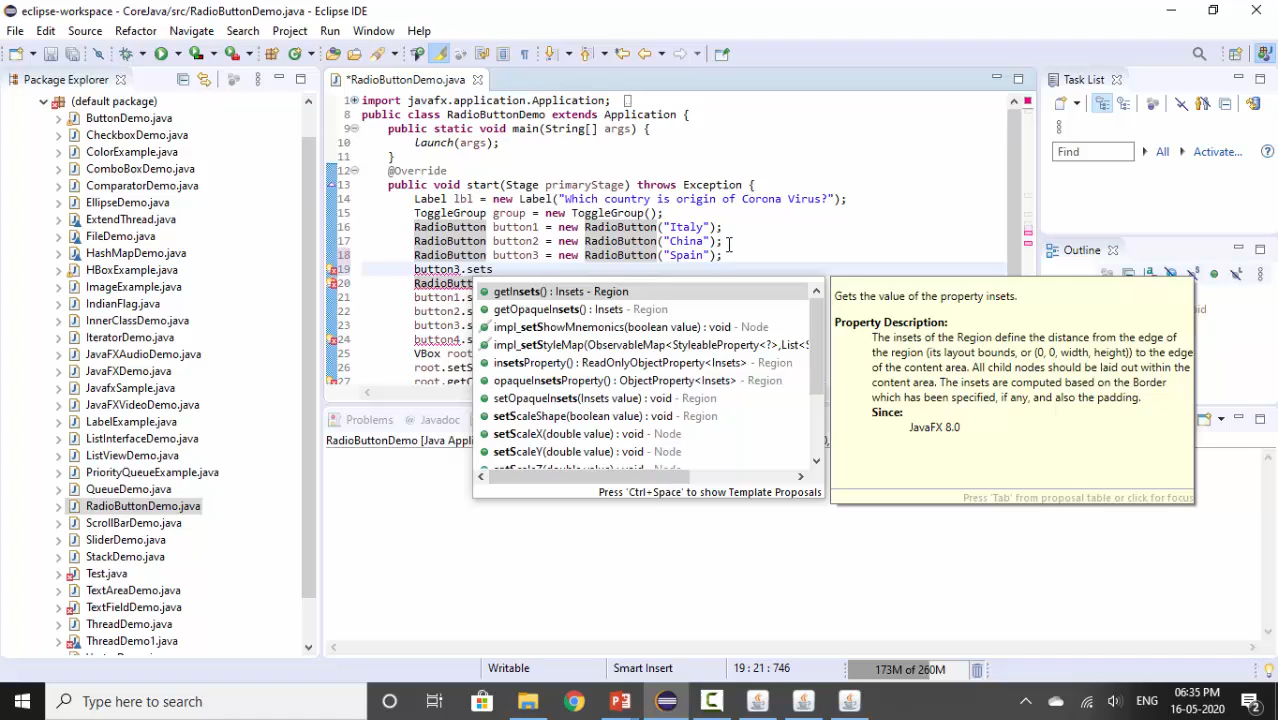 eclipse-workspace - CoreJava/src/RadioButtonDemo.java - Eclipse IDE
File Edit Source Refactor Navigate Search Project Run Window Help
Package Explorer
(default package)
ButtonDemo.java
CheckboxDemo.java
ColorExample.java
ComboBoxDemo.java
ComparatorDemo.java
EllipseDemo.java
ExtendThread.java
FileDemo.java
HashMapDemo.java
HBoxExample.java
ImageExample.java
IndianFlag.java
InnerClassDemo.java
IteratorDemo.java
JavaFXAudioDemo.java
JavaFXDemo.java
JavafxSample.java
JavaFXVideoDemo.java
LabelExample.java
ListInterfaceDemo.java
ListViewDemo.java
PriorityQueueExample.java
QueueDemo.java
RadioButtonDemo.java
ScrollBarDemo.java
SliderDemo.java
StackDemo.java
Test.java
TextAreaDemo.java
TextFieldDemo.java
ThreadDemo.java
ThreadDemo1.java
*RadioButtonDemo.java
1 import javafx.application.Application;
8 public class RadioButtonDemo extends Application {
9 public static void main(String[] args) {
10 launch(args);
11 }
12 @Override
13 public void start(Stage primaryStage) throws Exception {
14 Label lbl = new Label("Which country is origin of Corona Virus?");
15 ToggleGroup group = new ToggleGroup();
16 RadioButton button1 = new RadioButton("Italy");
17 RadioButton button2 = new RadioButton("China");
18 RadioButton button3 = new RadioButton("Spain");
19 button3.sets
20 RadioButt
21 button1.s
22 button2.s
23 button3.s
24 button4.s
25 VBox root
26 root.setS
27 root.getC
getInsets() : Insets - Region
getOpaqueInsets() : Insets - Region
impl_setShowMnemonics(boolean value) : void - Node
impl_setStyleMap(ObservableMap<StyleableProperty<?>,List<S
insetsProperty() : ReadOnlyObjectProperty<Insets> - Region
opaqueInsetsProperty() : ObjectProperty<Insets> - Region
setOpaqueInsets(Insets value) : void - Region
setScaleShape(boolean value) : void - Region
setScaleX(double value) : void - Node
setScaleY(double value) : void - Node
setScaleZ(double value) : void - Node
Press 'Ctrl+Space' to show Template Proposals
Gets the value of the property insets.
Property Description:
The insets of the Region define the distance from the edge of
the region (its layout bounds, or (0, 0, width, height)) to the edge
of the content area. All child nodes should be laid out within the
content area. The insets are computed based on the Border
which has been specified, if any, and also the padding.
Since:
JavaFX 8.0
Press 'Tab' from proposal table or click for focus
Problems Javadoc
RadioButtonDemo [Java Appl
Task List
Find All Activate...
Outline
Writable Smart Insert 19 : 21 : 746 173M of 260M
Type here to search
ENG 06:35 PM
16-05-2020
2